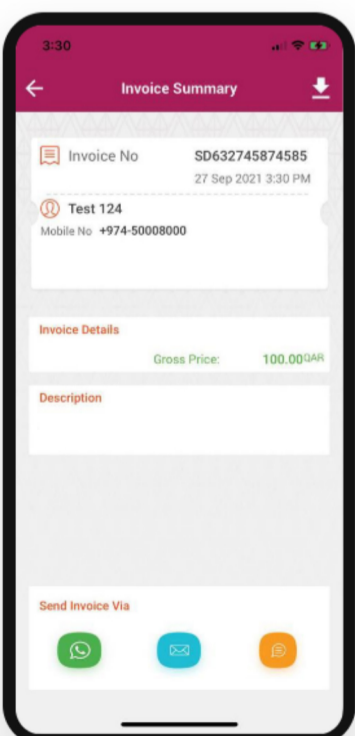 3:30
Invoice Summary
Invoice No SD632745874585
27 Sep 2021 3:30 PM
Test 124
Mobile No +974-50008000
Invoice Details
Gross Price: 100.00QAR
Description
Send Invoice Via